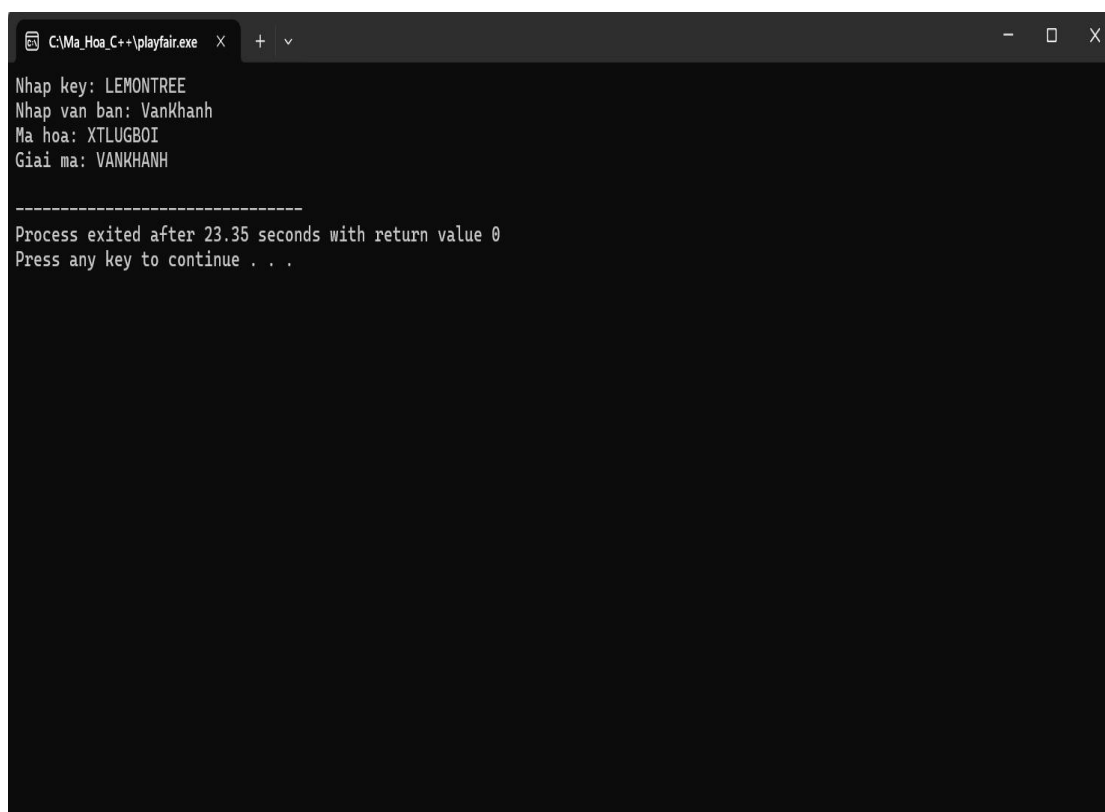 C:\Ma_Hoa_C++\playfair.exe
Nhap key: LEMONTREE
Nhap van ban: VanKhanh
Ma hoa: XTLUGBOI
Giai ma: VANKHANH
--------------------------------
Process exited after 23.35 seconds with return value 0
Press any key to continue . . .